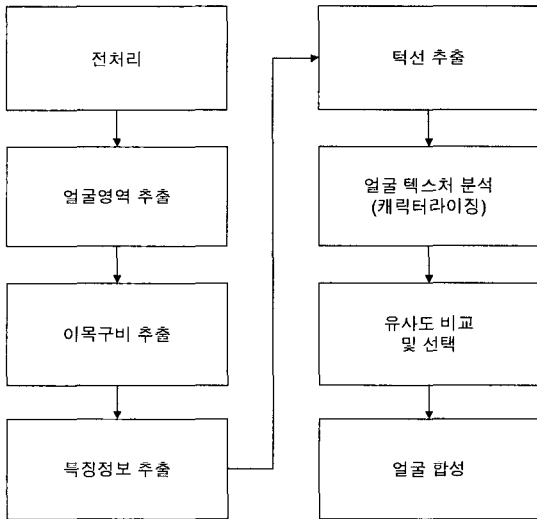 전처리
얼굴영역 추출
이목구비 추출
특징정보 추출
턱선 추출
얼굴 텍스처 분석
(캐릭터라이징)
유사도 비교
및 선택
얼굴 합성